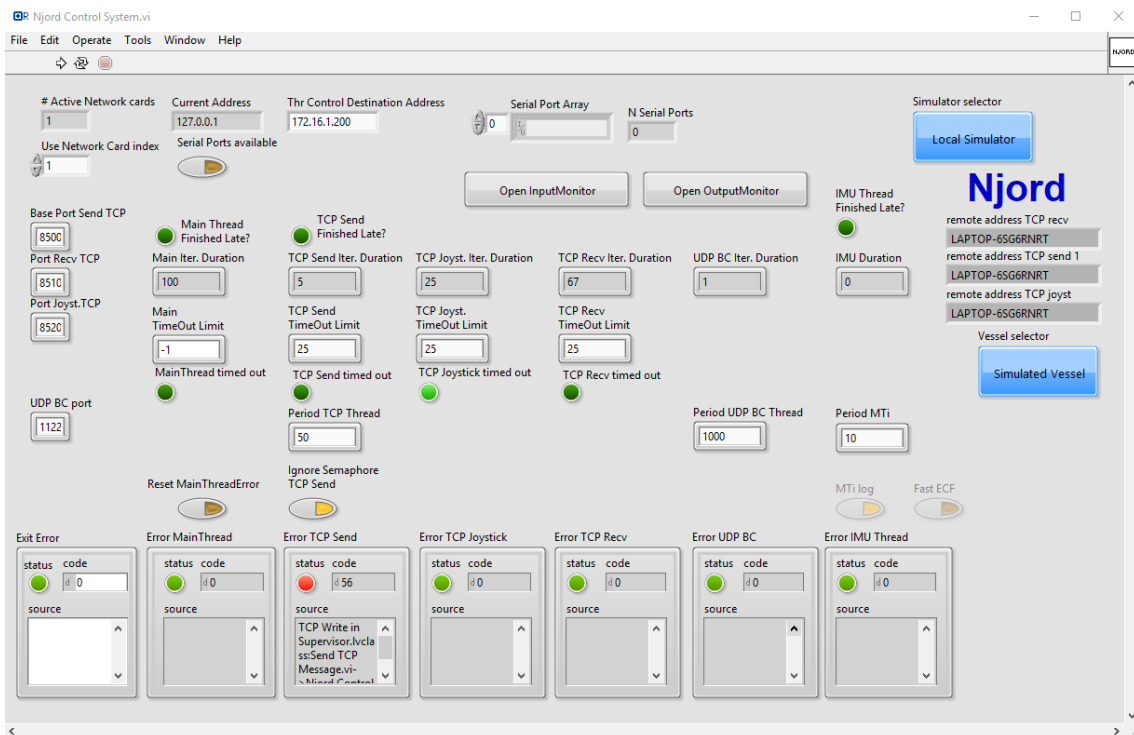 Njord Control System.vi
File Edit Operate Tools Window Help
NJORD
# Active Network cards Current Address Thr Control Destination Address Serial Port Array N Serial Ports Simulator selector
1 127.0.0.1 172.16.1.200 0 0 Local Simulator
Use Network Card index Serial Ports available
1
Open InputMonitor Open OutputMonitor
Njord
IMU Thread
Finished Late?
Base Port Send TCP
8500
Main Thread
Finished Late?
TCP Send
Finished Late?
remote address TCP recv
LAPTOP-6SG6RNRT
Port Recv TCP Main Iter. Duration TCP Send Iter. Duration TCP Joyst. Iter. Duration TCP Recv Iter. Duration UDP BC Iter. Duration IMU Duration remote address TCP send 1
8510 100 5 25 67 1 0 LAPTOP-6SG6RNRT
remote address TCP joyst
LAPTOP-6SG6RNRT
Port Joyst.TCP
8520
Main
TimeOut Limit
-1
TCP Send
TimeOut Limit
25
TCP Joyst.
TimeOut Limit
25
TCP Recv
TimeOut Limit
25
Vessel selector
Simulated Vessel
MainThread timed out TCP Send timed out TCP Joystick timed out TCP Recv timed out
UDP BC port
1122
Period TCP Thread Period UDP BC Thread Period MTi
50 1000 10
Reset MainThreadError
Ignore Semaphore
TCP Send
MTi log Fast ECF
Exit Error Error MainThread Error TCP Send Error TCP Joystick Error TCP Recv Error UDP BC Error IMU Thread
status code status code status code status code status code status code status code
d 0 d 0 d 56 d 0 d 0 d 0 d 0
source source source source source source source
TCP Write in
Supervisor.lvcla
ss:Send TCP
Message.vi-
>Njord Control